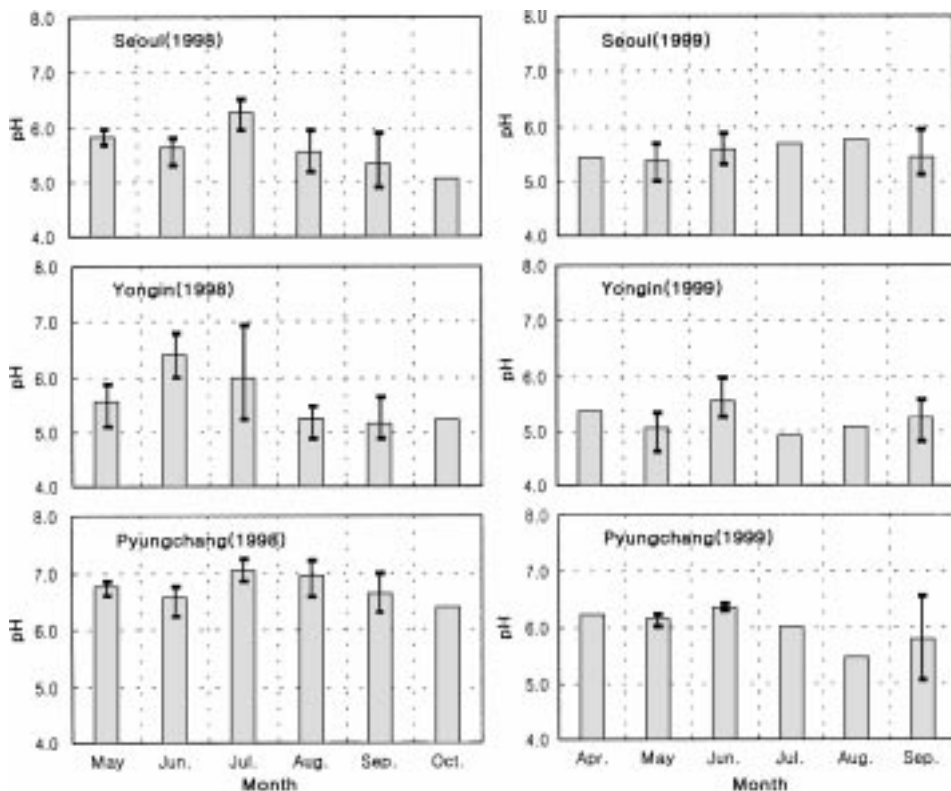 8.0
Seoul(1998)
7.0
pH
6.0
5.0
4.0
8.0
Seoul(1999)
7.0
pH
6.0
5.0
4.0
8.0
Yongin(1998)
7.0
pH
6.0
5.0
4.0
8.0
Yongin(1999)
7.0
pH
6.0
5.0
4.0
8.0
Pyungchang(1998)
7.0
pH
6.0
5.0
4.0
May Jun. Jul. Aug. Sep. Oct.
Month
8.0
Pyungchang(1999)
7.0
pH
6.0
5.0
4.0
Apr. May Jun. Jul. Aug. Sep.
Month